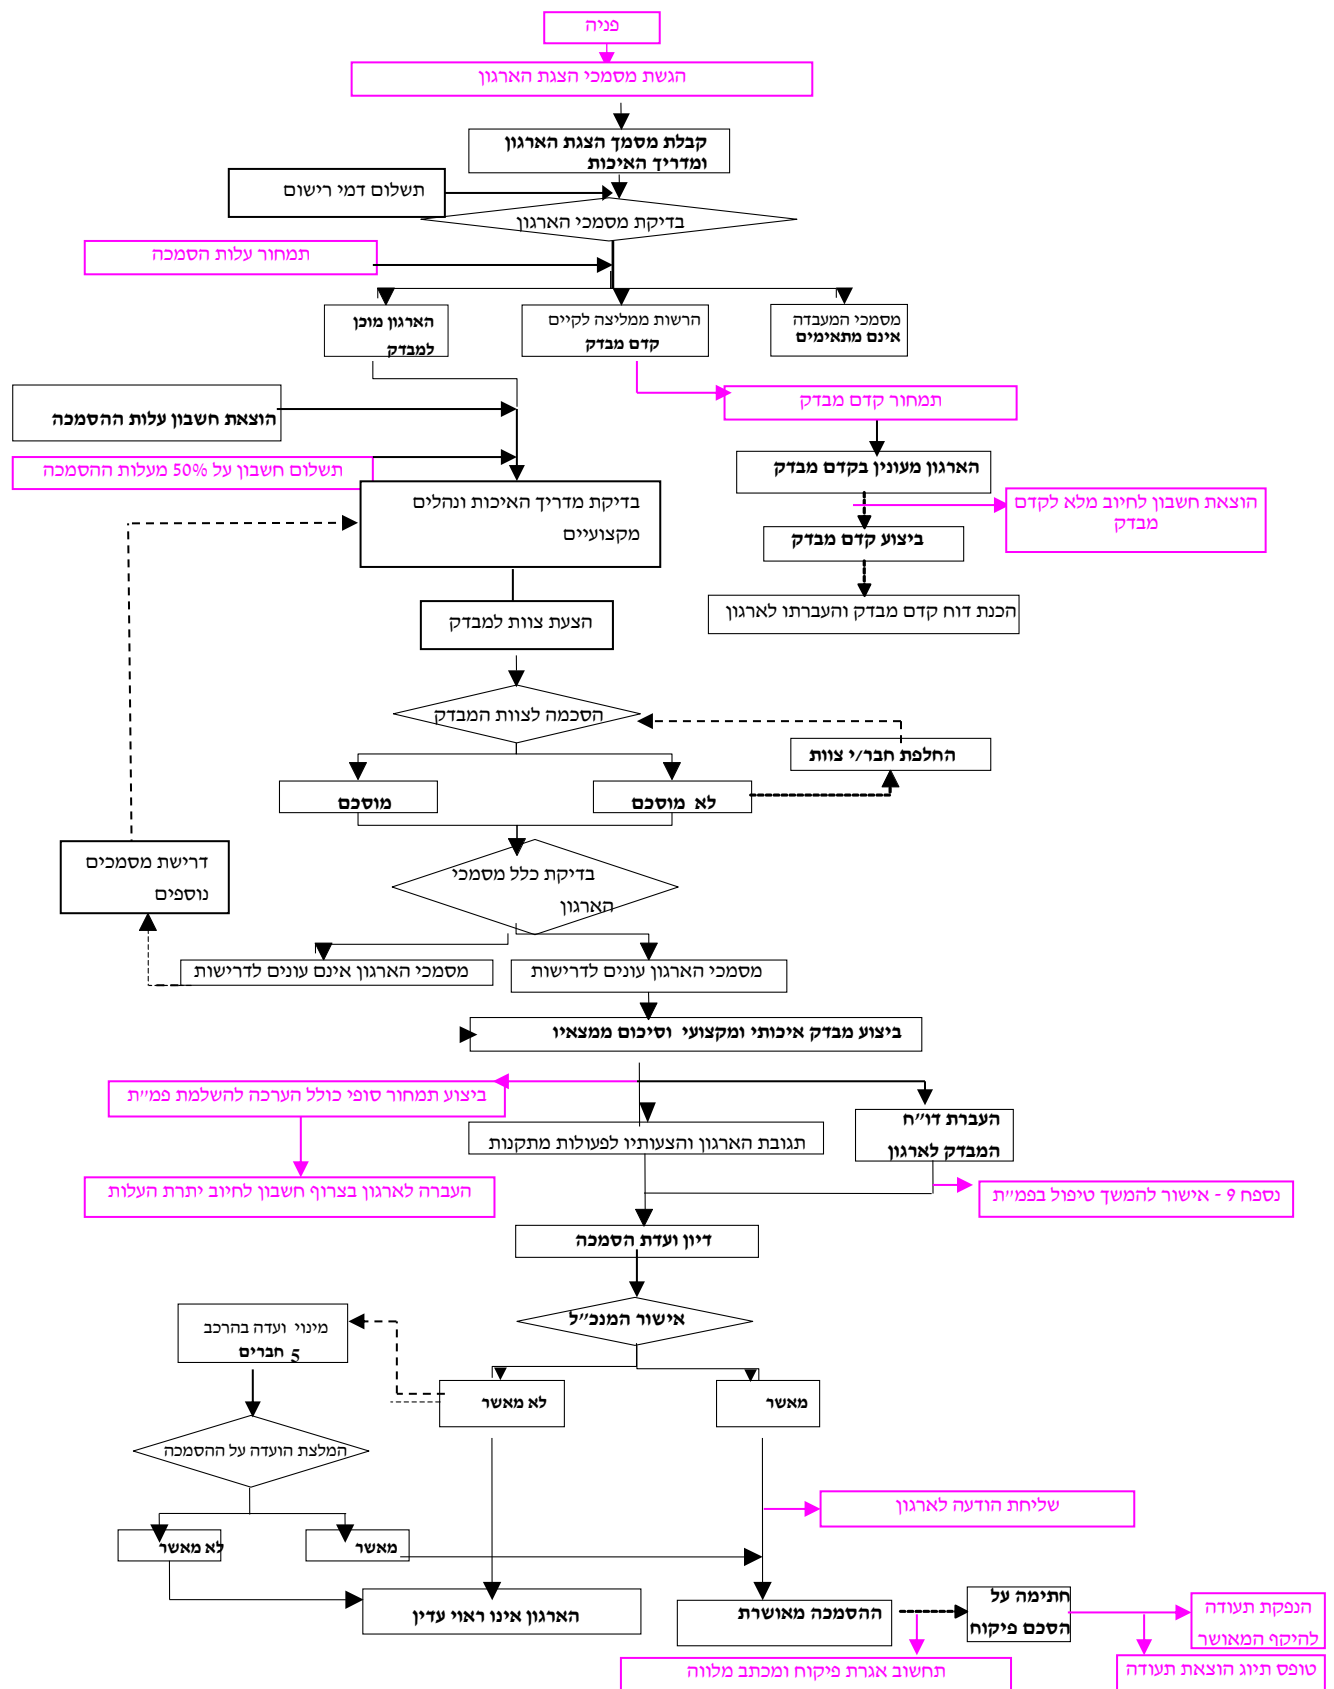 פניה
הגשת מסמכי הצגת הארגון
קבלת מסמך הצגת הארגון
ומדריך האיכות
תשלום דמי רישום
בדיקת מסמכי הארגון
תמחור עלות הסמכה
הארגון מוכן
למבדק
הרשות ממליצה לקיים
קדם מבדק
מסמכי המעבדה
אינם מתאימים
הוצאת חשבון עלות ההסמכה
תמחור קדם מבדק
תשלום חשבון על 50% מעלות ההסמכה
הארגון מעונין בקדם מבדק
בדיקת מדריך האיכות ונהלים
מקצועיים
הוצאת חשבון לחיוב מלא לקדם
מבדק
ביצוע קדם מבדק
הצעת צוות למבדק
הכנת דוח קדם מבדק והעברתו לארגון
הסכמה לצוות המבדק
החלפת חבר/י צוות
מוסכם
לא מוסכם
דרישת מסמכים
נוספים
בדיקת כלל מסמכי
הארגון
מסמכי הארגון אינם עונים לדרישות
מסמכי הארגון עונים לדרישות
ביצוע מבדק איכותי ומקצועי וסיכום ממצאיו
ביצוע תמחור סופי כולל הערכה להשלמת פמ״ת
תגובת הארגון והצעותיו לפעולות מתקנות
העברת דו״ח
המבדק לארגון
העברה לארגון בצרוף חשבון לחיוב יתרת העלות
נספח 9 - אישור להמשך טיפול בפמ״ת
דיון ועדת הסמכה
אישור המנכ״ל
מינוי ועדה בהרכב
5 חברים
לא מאשר
מאשר
המלצת הועדה על ההסמכה
שליחת הודעה לארגון
לא מאשר
מאשר
הארגון אינו ראוי עדין
ההסמכה מאושרת
חתימה על
הסכם פיקוח
הנפקת תעודה
להיקף המאושר
תחשוב אגרת פיקוח ומכתב מלווה
טופס תיוג הוצאת תעודה